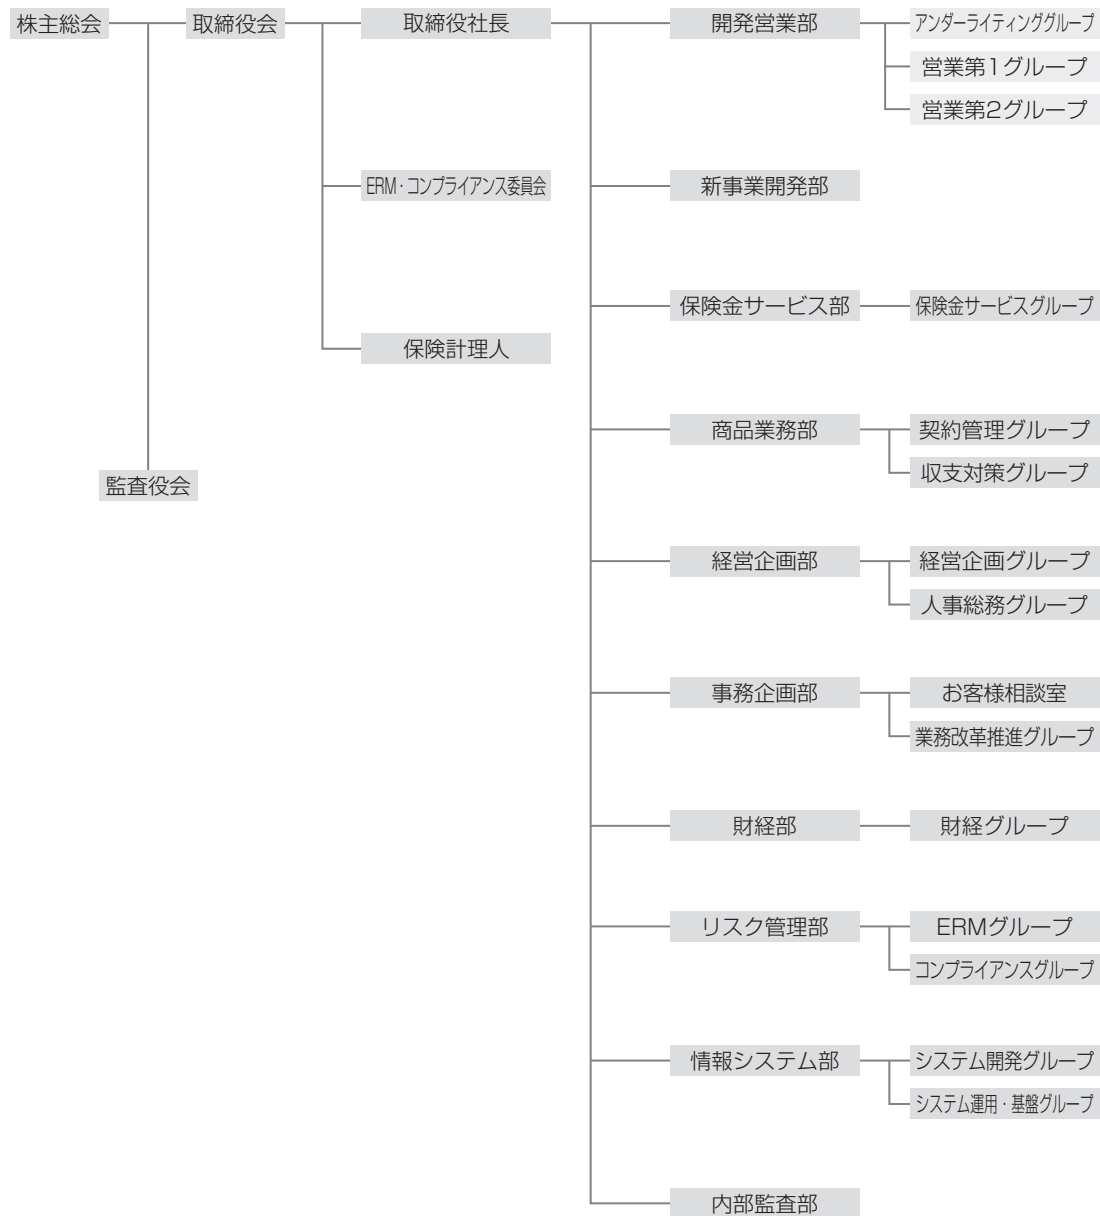 株主総会
取締役会
取締役社長
ERM・コンプライアンス委員会
保険計理人
監査役会
開発営業部
アンダーライティンググループ
営業第1グループ
営業第2グループ
新事業開発部
保険金サービス部
保険金サービスグループ
商品業務部
契約管理グループ
収支対策グループ
経営企画部
経営企画グループ
人事総務グループ
事務企画部
お客様相談室
業務改革推進グループ
財経部
財経グループ
リスク管理部
ERMグループ
コンプライアンスグループ
情報システム部
システム開発グループ
システム運用・基盤グループ
内部監査部